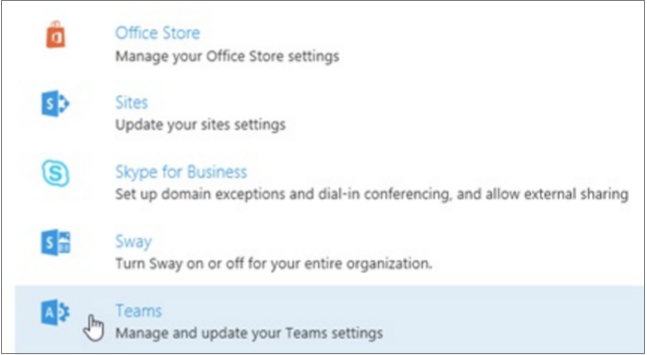 Office Store
Manage your Office Store settings
Sites
Update your sites settings
Skype for Business
Set up domain exceptions and dial-in conferencing, and allow external sharing
Sway
Turn Sway on or off for your entire organization.
Teams
Manage and update your Teams settings